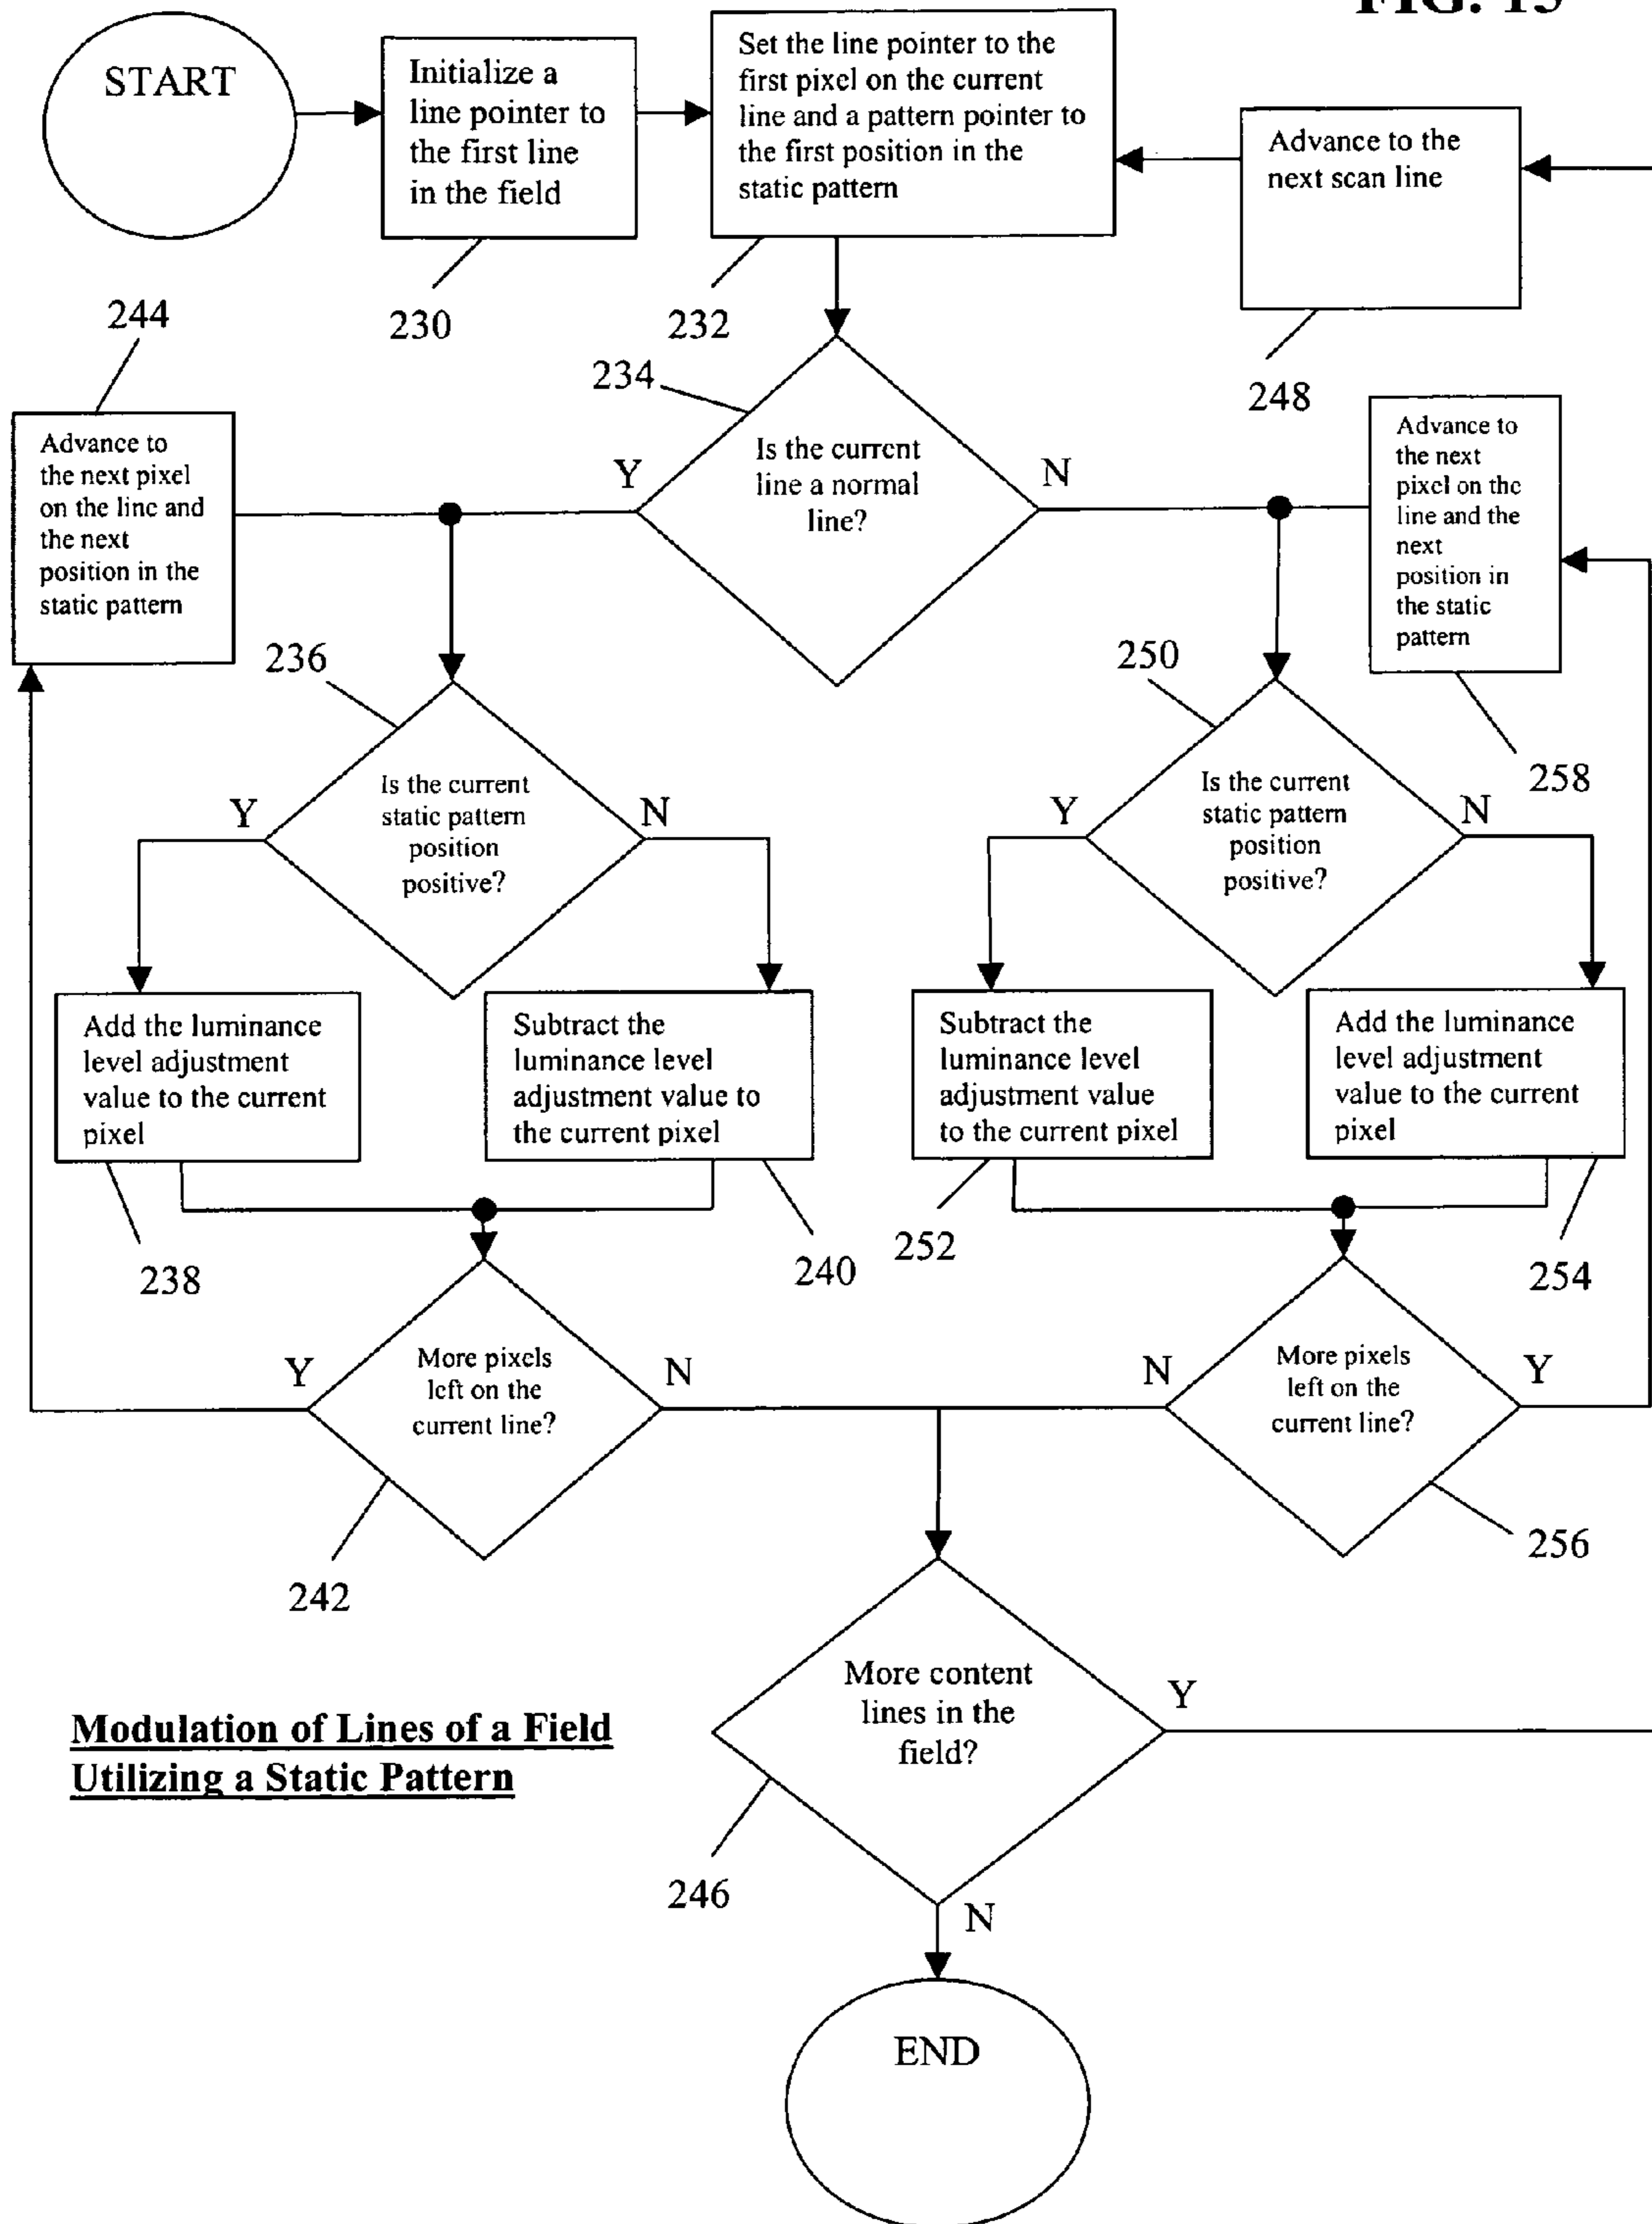 FIG. 15
START
Initialize a
line pointer to
the first line
in the field
230
Set the line pointer to the
first pixel on the current
line and a pattern pointer to
the first position in the
static pattern
232
Advance to the
next scan line
248
244
Advance to
the next pixel
on the line and
the next
position in the
static pattern
234
Is the current
line a normal
line?
Y
N
Advance to
the next
pixel on the
line and the
next
position in
the static
pattern
258
236
Is the current
static pattern
position
positive?
Y
N
250
Is the current
static pattern
position
positive?
Y
N
Add the luminance
level adjustment
value to the current
pixel
238
Subtract the
luminance level
adjustment value to
the current pixel
240
Subtract the
luminance level
adjustment value
to the current pixel
252
Add the luminance
level adjustment
value to the current
pixel
254
Y
More pixels
left on the
current line?
N
242
N
More pixels
left on the
current line?
Y
256
More content
lines in the
field?
Y
246
N
Modulation of Lines of a Field
Utilizing a Static Pattern
END